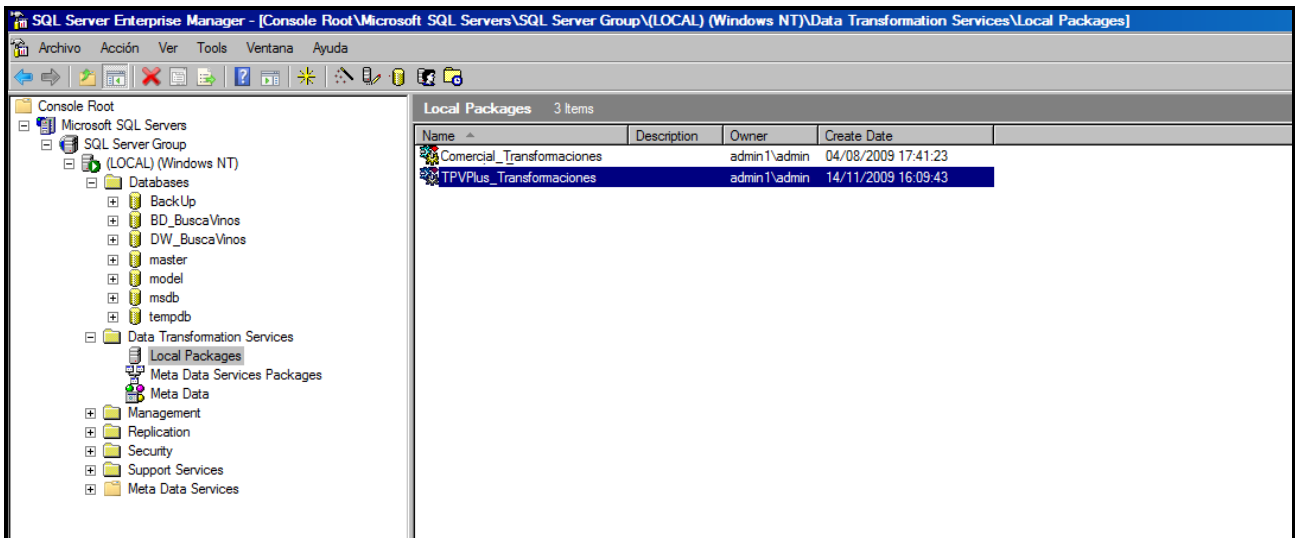 SQL Server Enterprise Manager - [Console Root\Microsoft SQL Servers\SQL Server Group\(LOCAL) (Windows NT)\Data Transformation Services\Local Packages]
Archivo Acción Ver Tools Ventana Ayuda
Console Root
Microsoft SQL Servers
SQL Server Group
(LOCAL) (Windows NT)
Databases
BackUp
BD_BuscaVinos
DW_BuscaVinos
master
model
msdb
tempdb
Data Transformation Services
Local Packages
Meta Data Services Packages
Meta Data
Management
Replication
Security
Support Services
Meta Data Services
Local Packages 3 Items
Name Description Owner Create Date
Comercial_Transformaciones admin1\admin 04/08/2009 17:41:23
TPVPlus_Transformaciones admin1\admin 14/11/2009 16:09:43